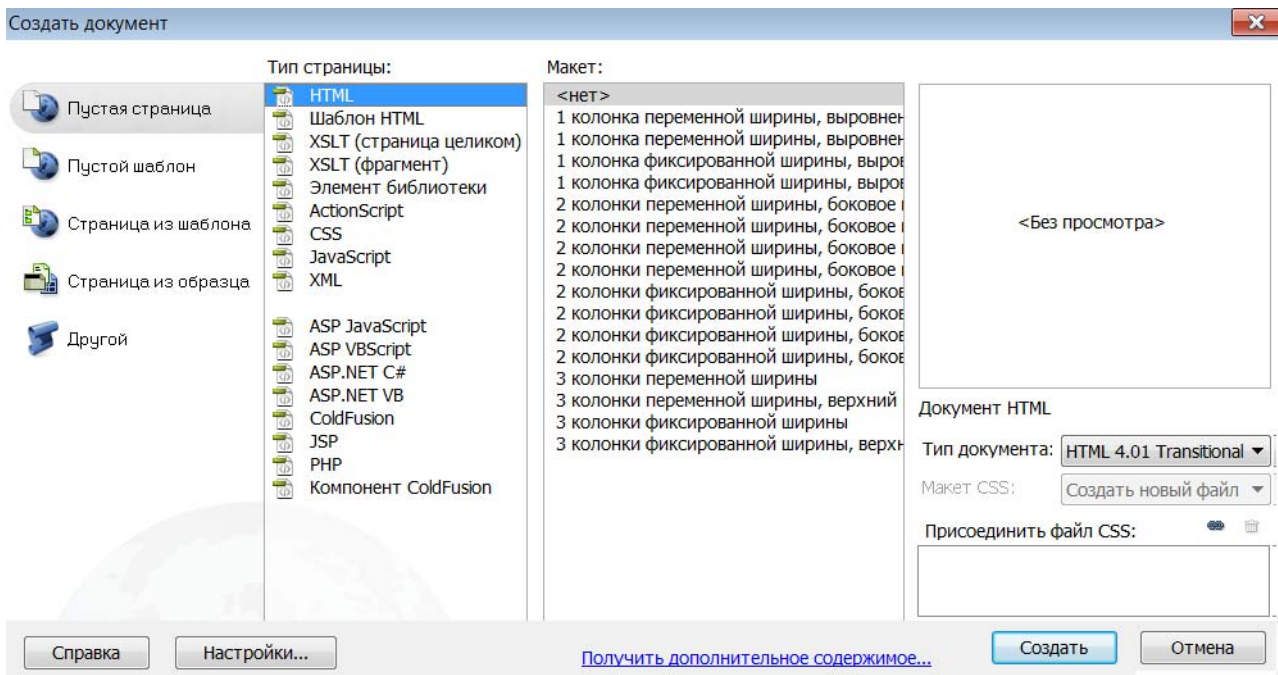 Создать документ
Пустая страница
Пустой шаблон
Страница из шаблона
Страница из образца
Другой
Тип страницы:
HTML
Шаблон HTML
XSLT (страница целиком)
XSLT (фрагмент)
Элемент библиотеки
ActionScript
CSS
JavaScript
XML
ASP JavaScript
ASP VBScript
ASP.NET C#
ASP.NET VB
ColdFusion
JSP
PHP
Компонент ColdFusion
Макет:
<нет>
1 колонка переменной ширины, выровнен
1 колонка переменной ширины, выровнен
1 колонка фиксированной ширины, выров
1 колонка фиксированной ширины, выров
2 колонки переменной ширины, боковое
2 колонки переменной ширины, боковое
2 колонки переменной ширины, боковое
2 колонки переменной ширины, боковое
2 колонки фиксированной ширины, боков
2 колонки фиксированной ширины, боков
2 колонки фиксированной ширины, боков
2 колонки фиксированной ширины, боков
3 колонки переменной ширины
3 колонки переменной ширины, верхний
3 колонки фиксированной ширины
3 колонки фиксированной ширины, верхн
<Без просмотра>
Документ HTML
Тип документа: HTML 4.01 Transitional
Макет CSS: Создать новый файл
Присоединить файл CSS:
Справка
Настройки...
Получить дополнительное содержимое...
Создать
Отмена